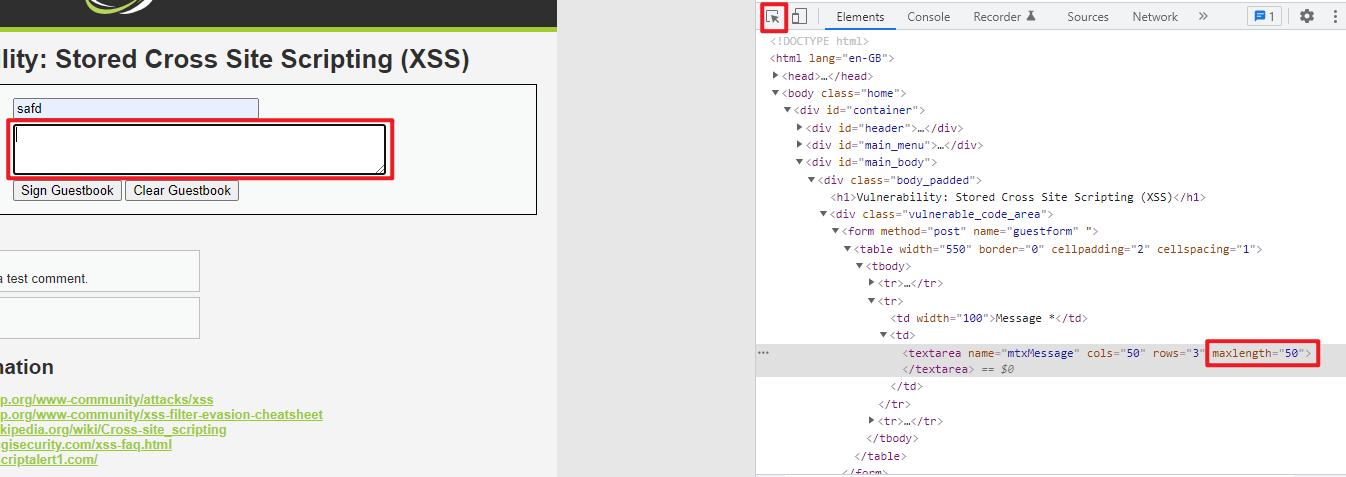 ility: Stored Cross Site Scripting (XSS)
safd
Sign Guestbook Clear Guestbook
a test comment.
nation
p.org/www-community/attacks/xss
p.org/www-community/xss-filter-evasion-cheatsheet
kipedia.org/wiki/Cross-site_scripting
gisecurity.com/xss-faq.html
criptalert1.com/
Elements Console Recorder Sources Network » 1
<!DOCTYPE html>
<html lang="en-GB">
<head>…</head>
<body class="home">
<div id="container">
<div id="header">…</div>
<div id="main_menu">…</div>
<div id="main_body">
<div class="body_padded">
<h1>Vulnerability: Stored Cross Site Scripting (XSS)</h1>
<div class="vulnerable_code_area">
<form method="post" name="guestform" ">
<table width="550" border="0" cellpadding="2" cellspacing="1">
<tbody>
<tr>…</tr>
<tr>
<td width="100">Message *</td>
<td>
<textarea name="mtxMessage" cols="50" rows="3" maxlength="50">
</textarea> == $0
</td>
</tr>
<tr>…</tr>
</tbody>
</table>
</form>